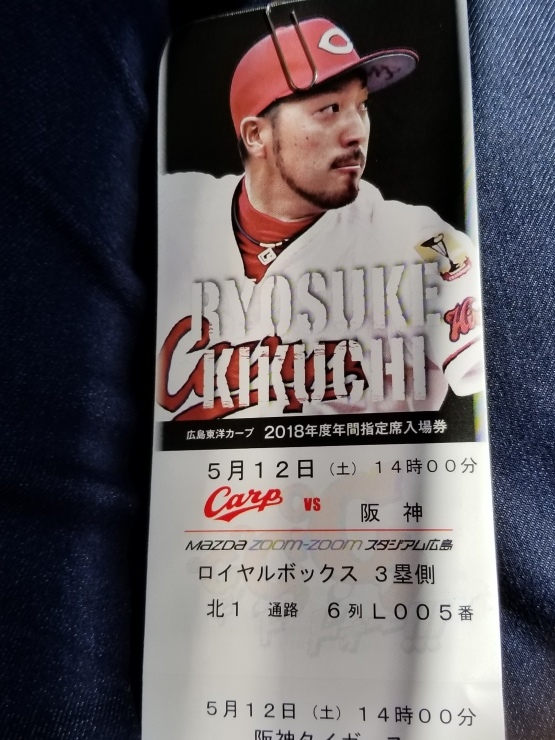 C
RYOSUKE
KIKUCHI
Carp
広島東洋カープ 2018年度年間指定席入場券
5月12日（土）14時00分
Carp vs 阪 神
MAZDA ZOOM-ZOOM スタジアム広島
ロイヤルボックス 3塁側
北1 通路 6列 L005番
5月12日（土）14時00分
阪神タイガース